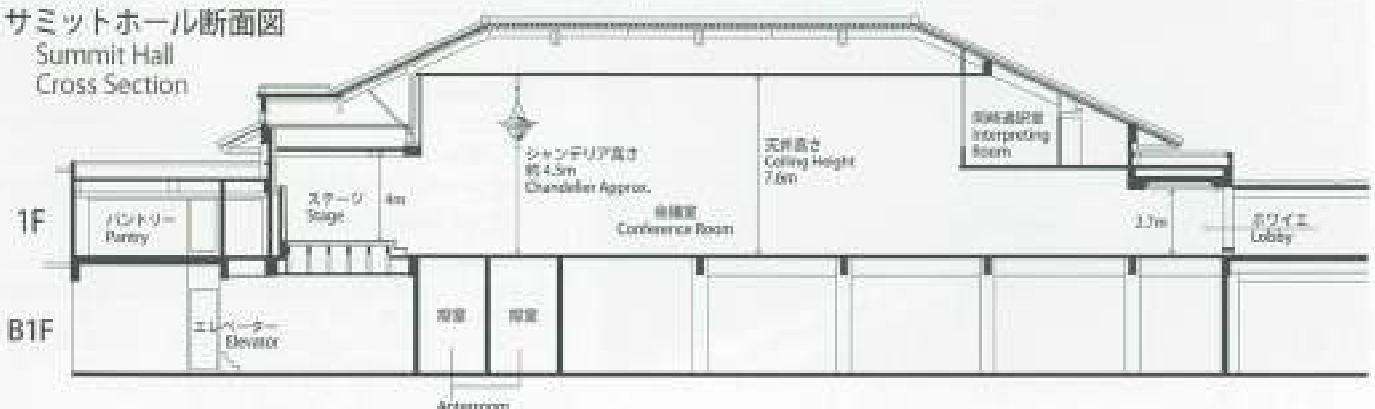 サミットホール断面図
Summit Hall
Cross Section
シャンデリア高さ
約4.5m
Chandelier Approx.
天井高さ
Ceiling Height
7.6m
同時通訳室
Interpreting
Room
ステージ
Stage
4m
会議室
Conference Room
1F
パントリー
Pantry
2.7m
ホワイエ
Lobby
B1F
エレベーター
Elevator
控室
控室
Anteroom